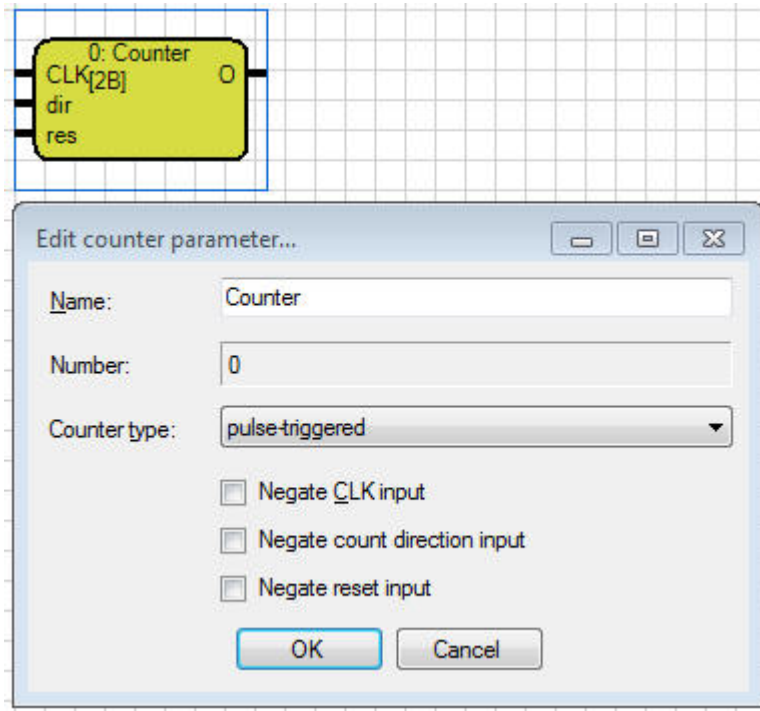 0: Counter
CLK[2B] O
dir
res
Edit counter parameter...
Name: Counter
Number: 0
Counter type: pulse-triggered
Negate CLK input
Negate count direction input
Negate reset input
OK Cancel